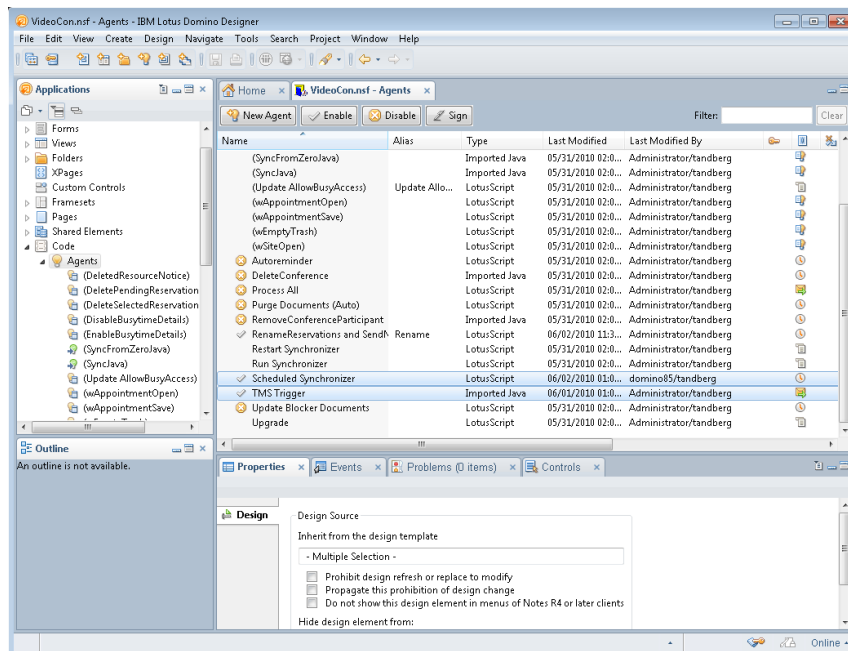 VideoCon.nsf - Agents - IBM Lotus Domino Designer
File Edit View Create Design Navigate Tools Search Project Window Help
Applications
Forms
Views
Folders
XPages
Custom Controls
Framesets
Pages
Shared Elements
Code
Agents
(DeletedResourceNotice)
(DeletePendingReservation
(DeleteSelectedReservation
(DisableBusytimeDetails)
(EnableBusytimeDetails)
(SyncFromZeroJava)
(SyncJava)
(Update AllowBusyAccess)
(wAppointmentOpen)
(wAppointmentSave)
Outline
An outline is not available.
Home VideoCon.nsf - Agents
New Agent Enable Disable Sign Filter: Clear
Name Alias Type Last Modified Last Modified By
(SyncFromZeroJava) Imported Java 05/31/2010 02:0... Administrator/tandberg
(SyncJava) Imported Java 05/31/2010 02:0... Administrator/tandberg
(Update AllowBusyAccess) Update Allo... LotusScript 05/31/2010 02:0... Administrator/tandberg
(wAppointmentOpen) LotusScript 05/31/2010 02:0... Administrator/tandberg
(wAppointmentSave) LotusScript 05/31/2010 02:0... Administrator/tandberg
(wEmptyTrash) LotusScript 05/31/2010 02:0... Administrator/tandberg
(wSiteOpen) LotusScript 05/31/2010 02:0... Administrator/tandberg
Autoreminder LotusScript 05/31/2010 02:0... Administrator/tandberg
DeleteConference Imported Java 05/31/2010 02:0... Administrator/tandberg
Process All LotusScript 05/31/2010 02:0... Administrator/tandberg
Purge Documents (Auto) LotusScript 05/31/2010 02:0... Administrator/tandberg
RemoveConferenceParticipant Imported Java 05/31/2010 02:0... Administrator/tandberg
RenameReservations and SendN Rename LotusScript 06/02/2010 11:3... Administrator/tandberg
Restart Synchronizer LotusScript 05/31/2010 02:0... Administrator/tandberg
Run Synchronizer LotusScript 05/31/2010 02:0... Administrator/tandberg
Scheduled Synchronizer LotusScript 06/02/2010 01:0... domino85/tandberg
TMS Trigger Imported Java 06/01/2010 01:0... Administrator/tandberg
Update Blocker Documents LotusScript 05/31/2010 02:0... Administrator/tandberg
Upgrade LotusScript 05/31/2010 02:0... Administrator/tandberg
Properties Events Problems (0 items) Controls
Design
Design Source
Inherit from the design template
- Multiple Selection -
Prohibit design refresh or replace to modify
Propagate this prohibition of design change
Do not show this design element in menus of Notes R4 or later clients
Hide design element from:
Online